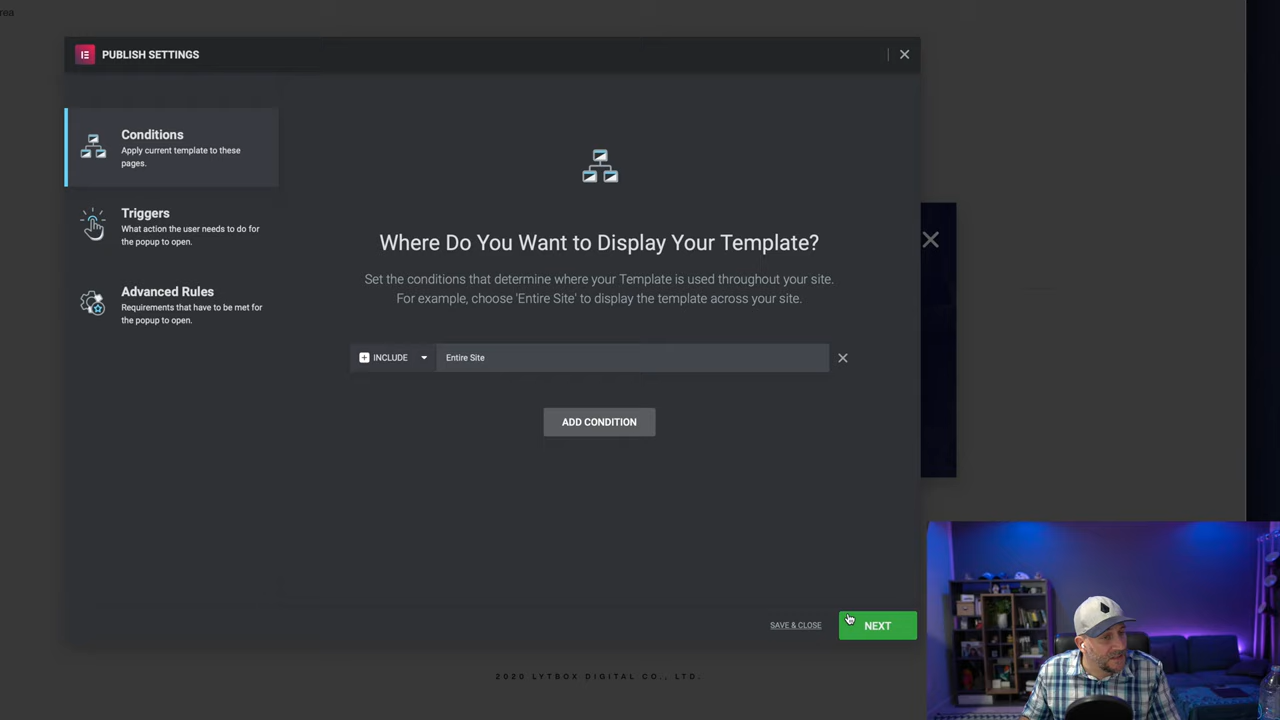 rea
PUBLISH SETTINGS
Conditions
Apply current template to these
pages.
Triggers
What action the user needs to do for
the popup to open.
Advanced Rules
Requirements that have to be met for
the popup to open.
Where Do You Want to Display Your Template?
Set the conditions that determine where your Template is used throughout your site.
For example, choose 'Entire Site' to display the template across your site.
INCLUDE
Entire Site
ADD CONDITION
SAVE & CLOSE
NEXT
2020 LYTBOX DIGITAL CO., LTD.